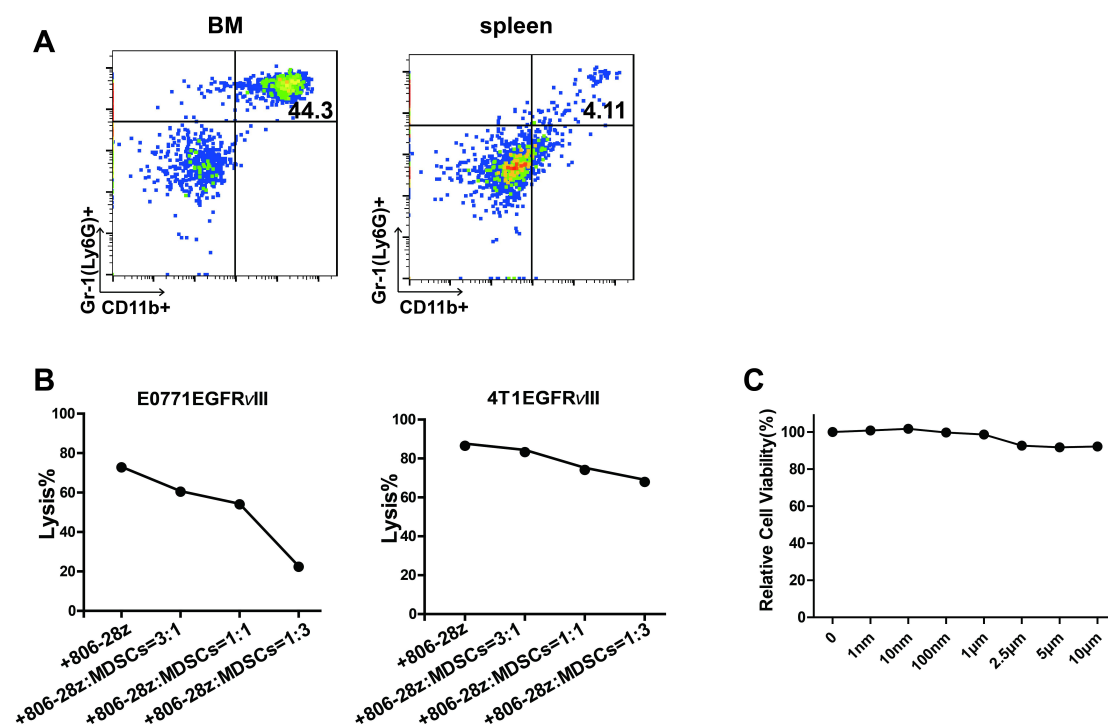 A
BM
spleen
44.3
4.11
Gr-1(Ly6G)+
CD11b+
Gr-1(Ly6G)+
CD11b+
B
E0771EGFRvIII
Lysis%
100
80
60
40
20
0
+806-28z
+806-28z:MDSCs=3:1
+806-28z:MDSCs=1:1
+806-28z:MDSCs=1:3
4T1EGFRvIII
Lysis%
100
80
60
40
20
0
+806-28z
+806-28z:MDSCs=3:1
+806-28z:MDSCs=1:1
+806-28z:MDSCs=1:3
C
Relative Cell Viability(%)
100
80
60
40
20
0
0
1nm
10nm
100nm
1μm
2.5μm
5μm
10μm